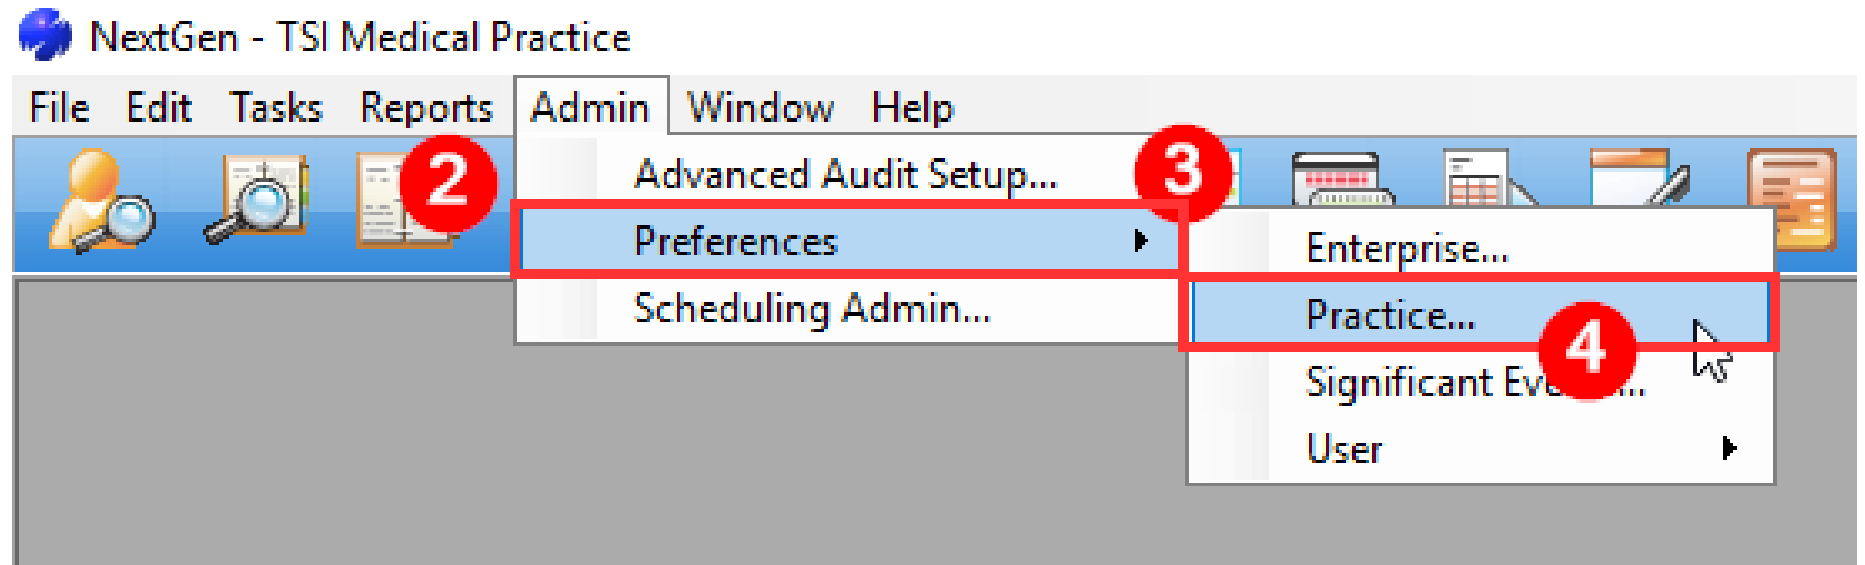 NextGen - TSI Medical Practice
File Edit Tasks Reports Admin Window Help
2
3
Advanced Audit Setup...
Preferences
Enterprise...
Scheduling Admin...
Practice...
4
Significant
User